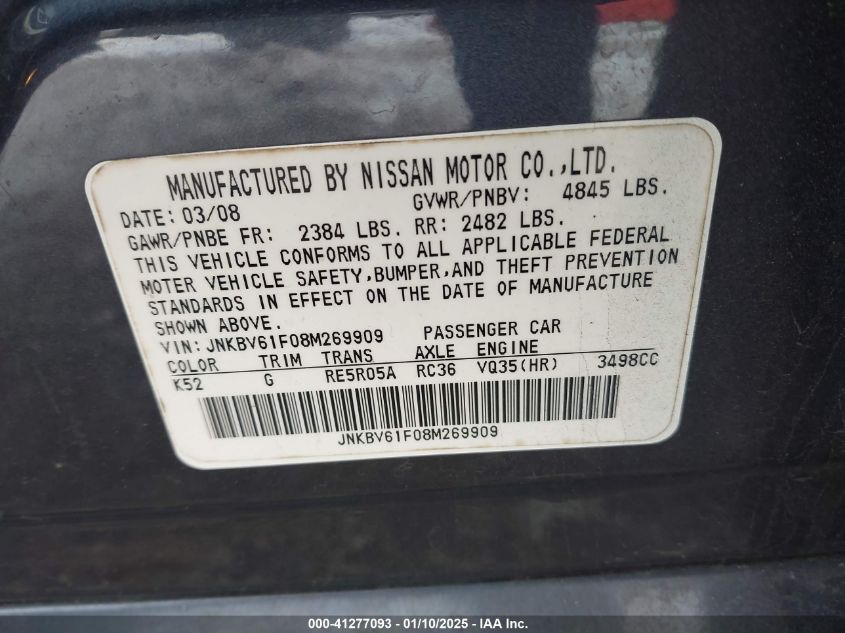 MANUFACTURED BY NISSAN MOTOR CO.,LTD.
DATE: 03/08 GVWR/PNBV: 4845 LBS.
GAWR/PNBE FR: 2384 LBS. RR: 2482 LBS.
THIS VEHICLE CONFORMS TO ALL APPLICABLE FEDERAL
MOTER VEHICLE SAFETY,BUMPER,AND THEFT PREVENTION
STANDARDS IN EFFECT ON THE DATE OF MANUFACTURE
SHOWN ABOVE.
VIN: JNKBV61F08M269909 PASSENGER CAR
COLOR TRIM TRANS AXLE ENGINE
K52 G RE5R05A RC36 VQ35(HR) 3498CC
JNKBV61F08M269909
000-41277093 — 01/10/2025 - IAA Inc.